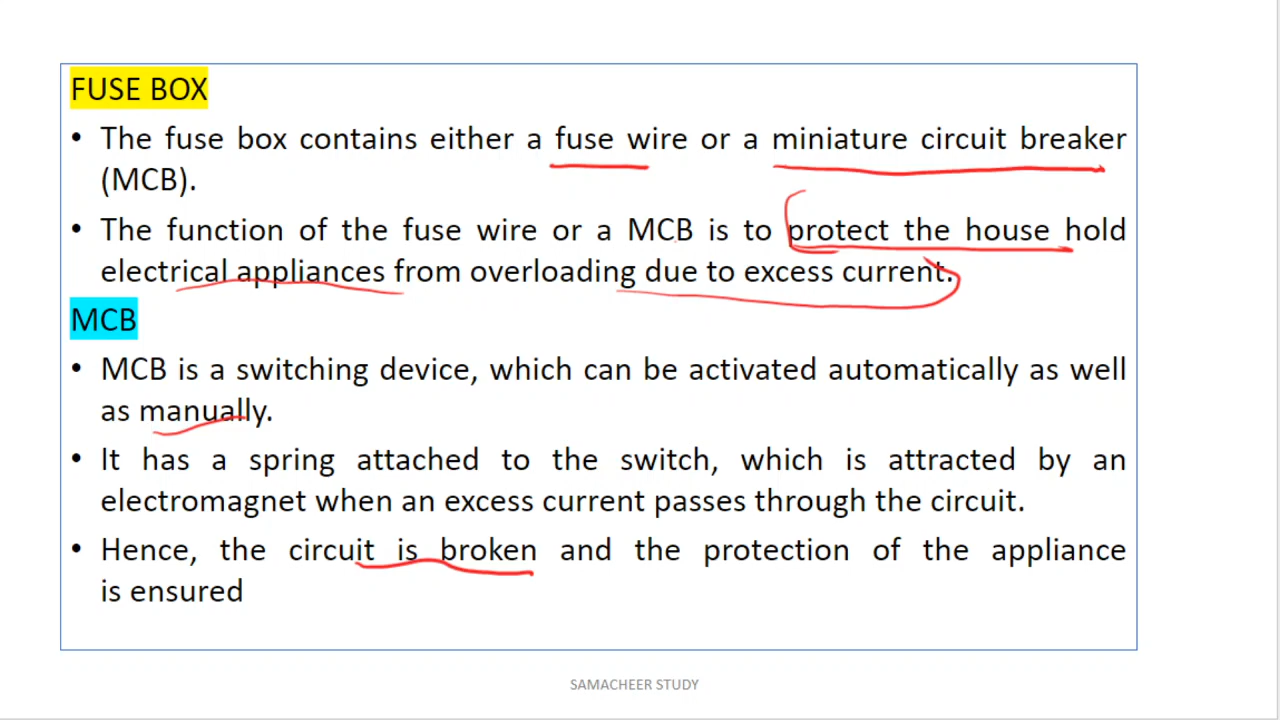 FUSE BOX
• The fuse box contains either a fuse wire or a miniature circuit breaker
(MCB).
• The function of the fuse wire or a MCB is to protect the house hold
electrical appliances from overloading due to excess current.
MCB
• MCB is a switching device, which can be activated automatically as well
as manually.
• It has a spring attached to the switch, which is attracted by an
electromagnet when an excess current passes through the circuit.
• Hence, the circuit is broken and the protection of the appliance
is ensured
SAMACHEER STUDY